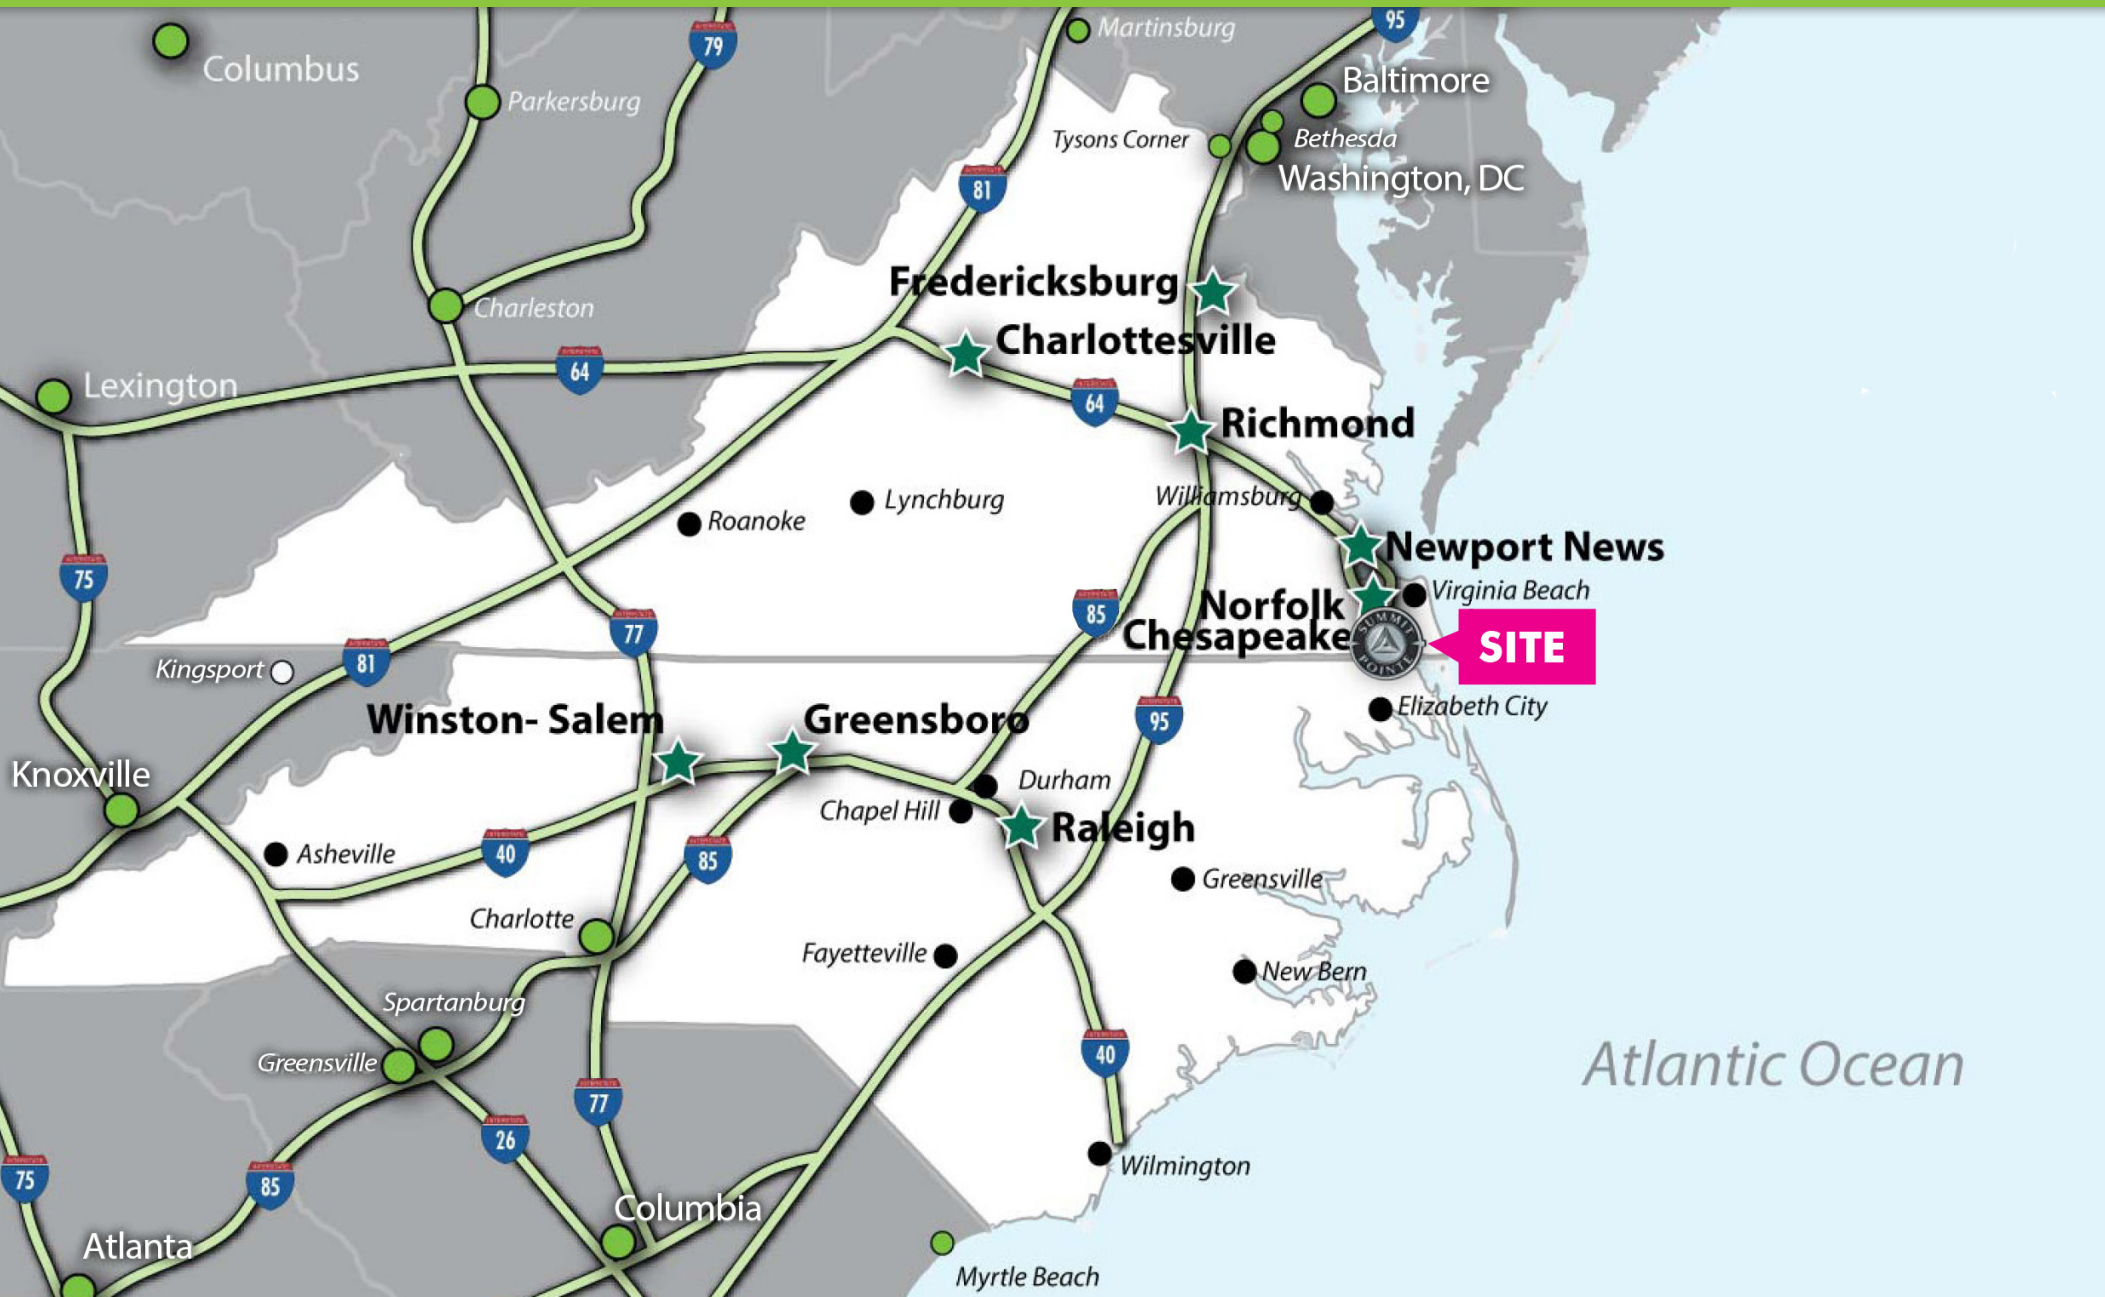 79
95
Martinsburg
Columbus
Baltimore
Parkersburg
Tysons Corner
Bethesda
Washington, DC
81
Fredericksburg
Charleston
Charlottesville
64
Lexington
64
Richmond
Williamsburg
Lynchburg
Roanoke
Newport News
75
Virginia Beach
85
Norfolk
77
Chesapeake
SUMMIT
POINTE
SITE
81
Kingsport
Elizabeth City
Winston- Salem
Greensboro
95
Knoxville
Durham
Chapel Hill
Raleigh
Asheville
40
85
Greensville
Charlotte
Fayetteville
New Bern
Spartanburg
Greensville
40
Atlantic Ocean
77
26
Wilmington
75
85
Columbia
Atlanta
Myrtle Beach